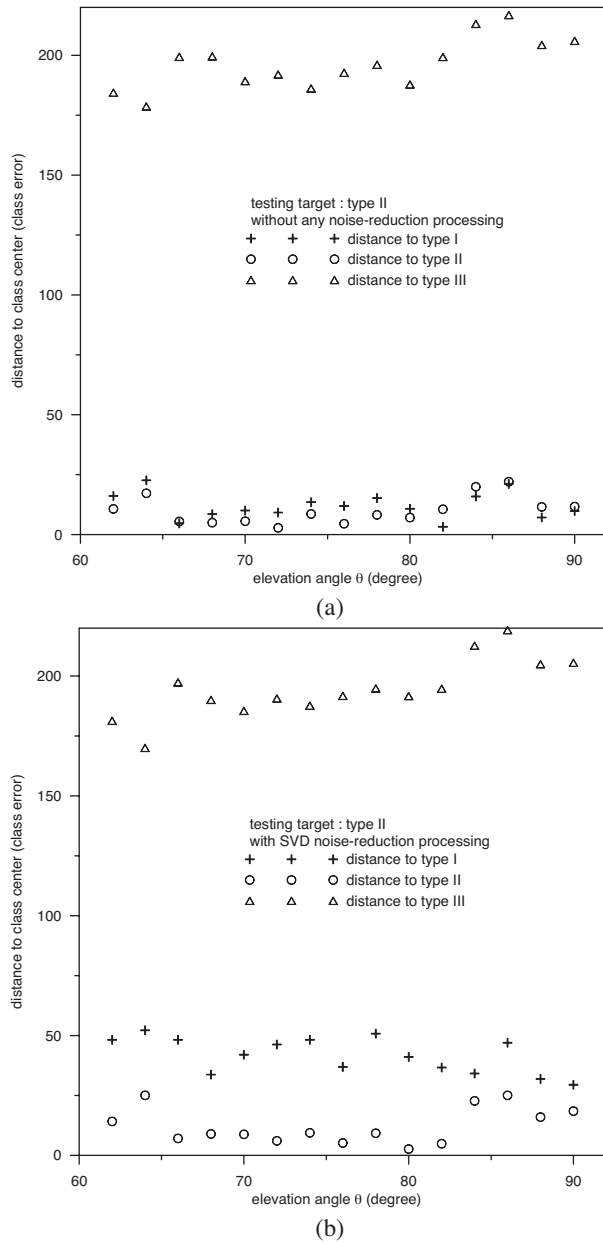 200
150
100
50
0
distance to class center (class error)
testing target : type II
without any noise-reduction processing
distance to type I
distance to type II
distance to type III
60 70 80 90
elevation angle θ (degree)
(a)
200
150
100
50
0
distance to class center (class error)
testing target : type II
with SVD noise-reduction processing
distance to type I
distance to type II
distance to type III
60 70 80 90
elevation angle θ (degree)
(b)